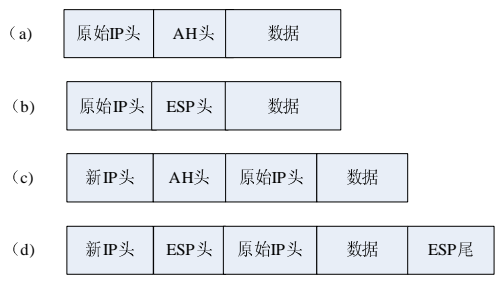 （a） 原始IP头 AH头 数据
（b） 原始IP头 ESP头 数据
（c） 新IP头 AH头 原始IP头 数据
（d） 新IP头 ESP头 原始IP头 数据 ESP尾